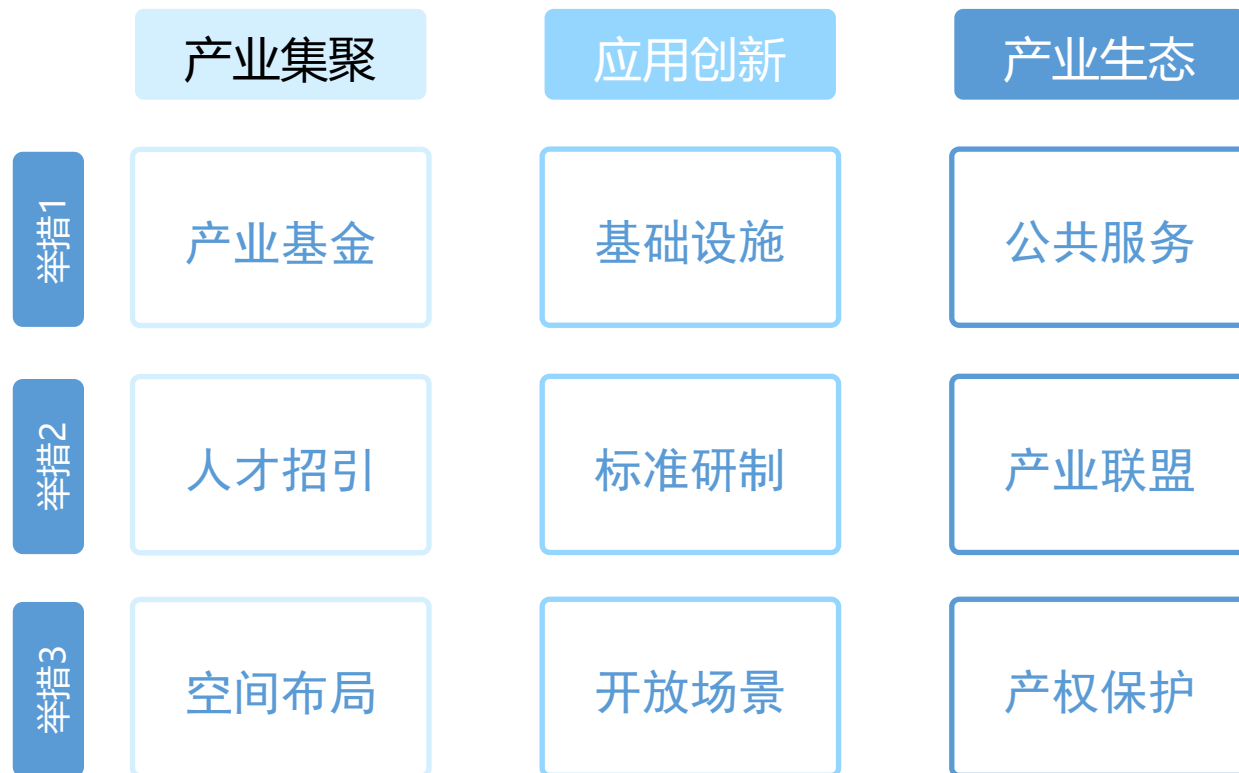 产业集聚
应用创新
产业生态
举措1
产业基金
基础设施
公共服务
举措2
人才招引
标准研制
产业联盟
举措3
空间布局
开放场景
产权保护